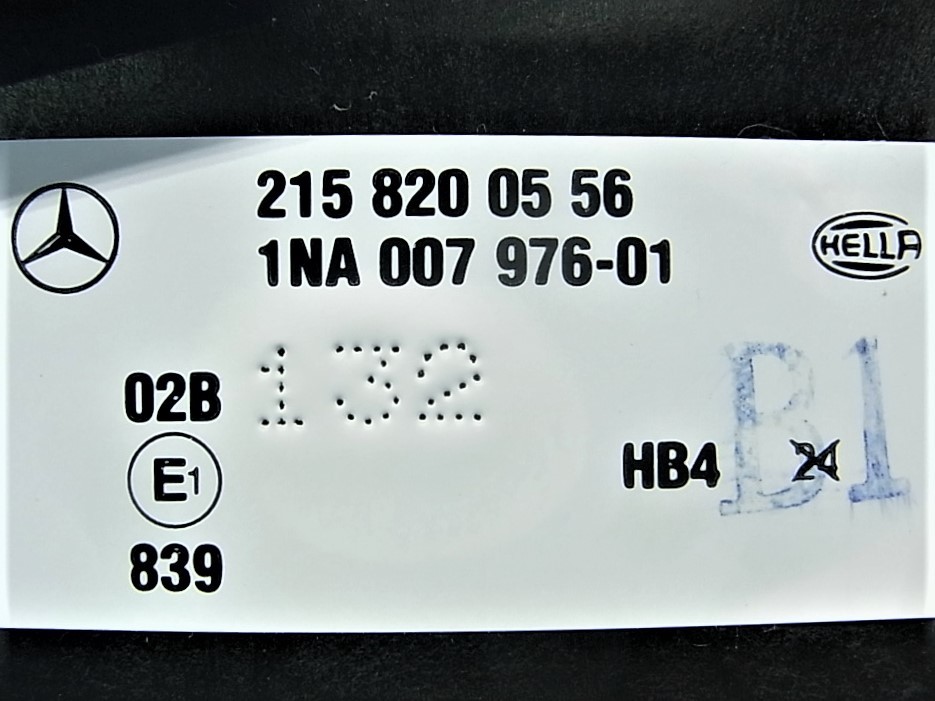 215 820 05 56
1NA 007 976-01
HELLA
132
02B
HB4 24
B1
E1
839